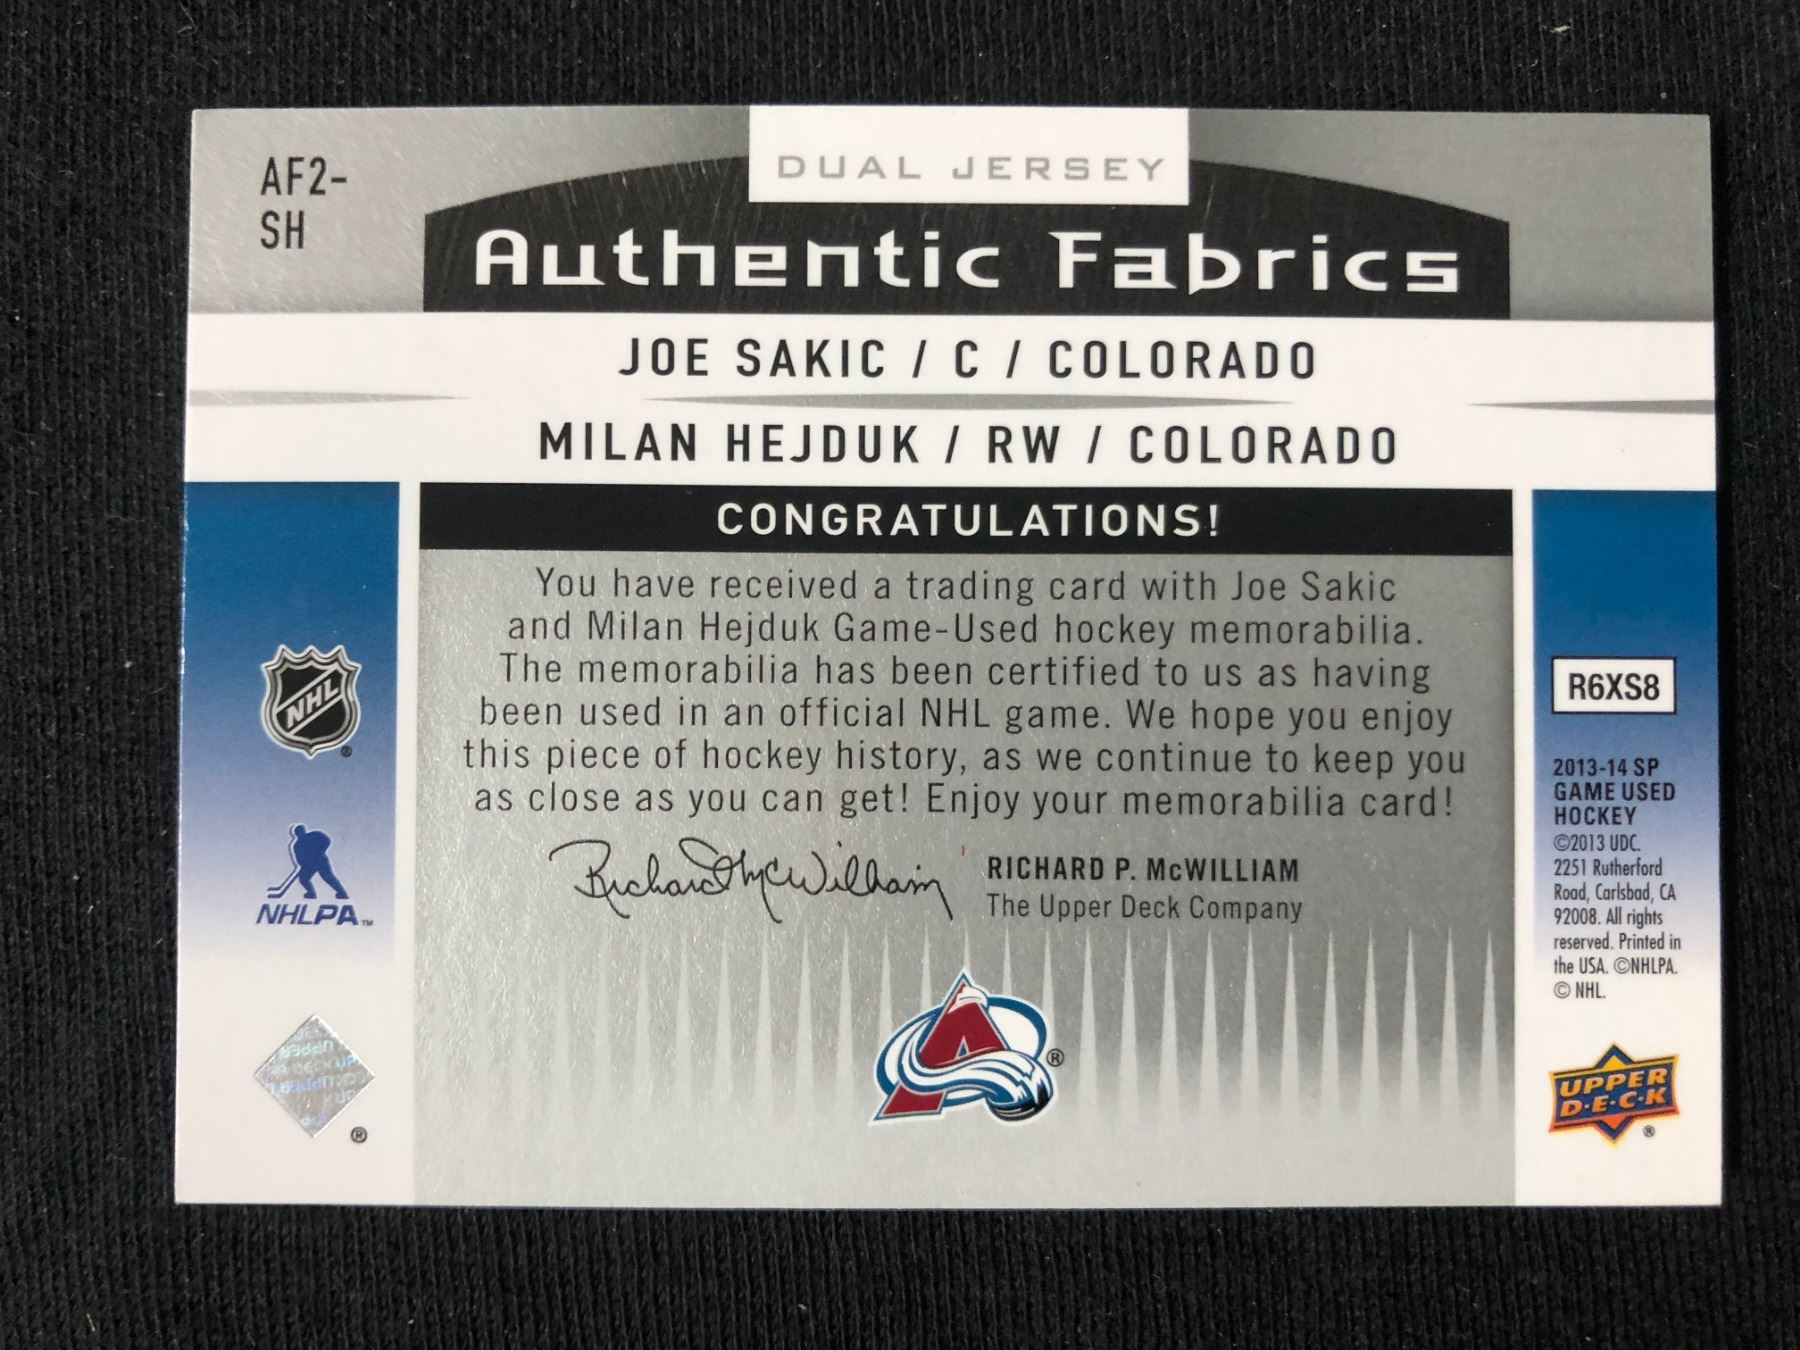 AF2-
SH
DUAL JERSEY
Authentic Fabrics
JOE SAKIC / C / COLORADO
MILAN HEJDUK / RW / COLORADO
CONGRATULATIONS!
You have received a trading card with Joe Sakic
and Milan Hejduk Game-Used hockey memorabilia.
The memorabilia has been certified to us as having
been used in an official NHL game. We hope you enjoy
this piece of hockey history, as we continue to keep you
as close as you can get! Enjoy your memorabilia card!
Richard McWilliam
RICHARD P. McWILLIAM
The Upper Deck Company
NHL
®
NHLPA™
®
A
®
R6XS8
2013-14 SP
GAME USED
HOCKEY
©2013 UDC.
2251 Rutherford
Road, Carlsbad, CA
92008. All rights
reserved. Printed in
the USA. ©NHLPA.
© NHL.
UPPER
D·E·C·K
®